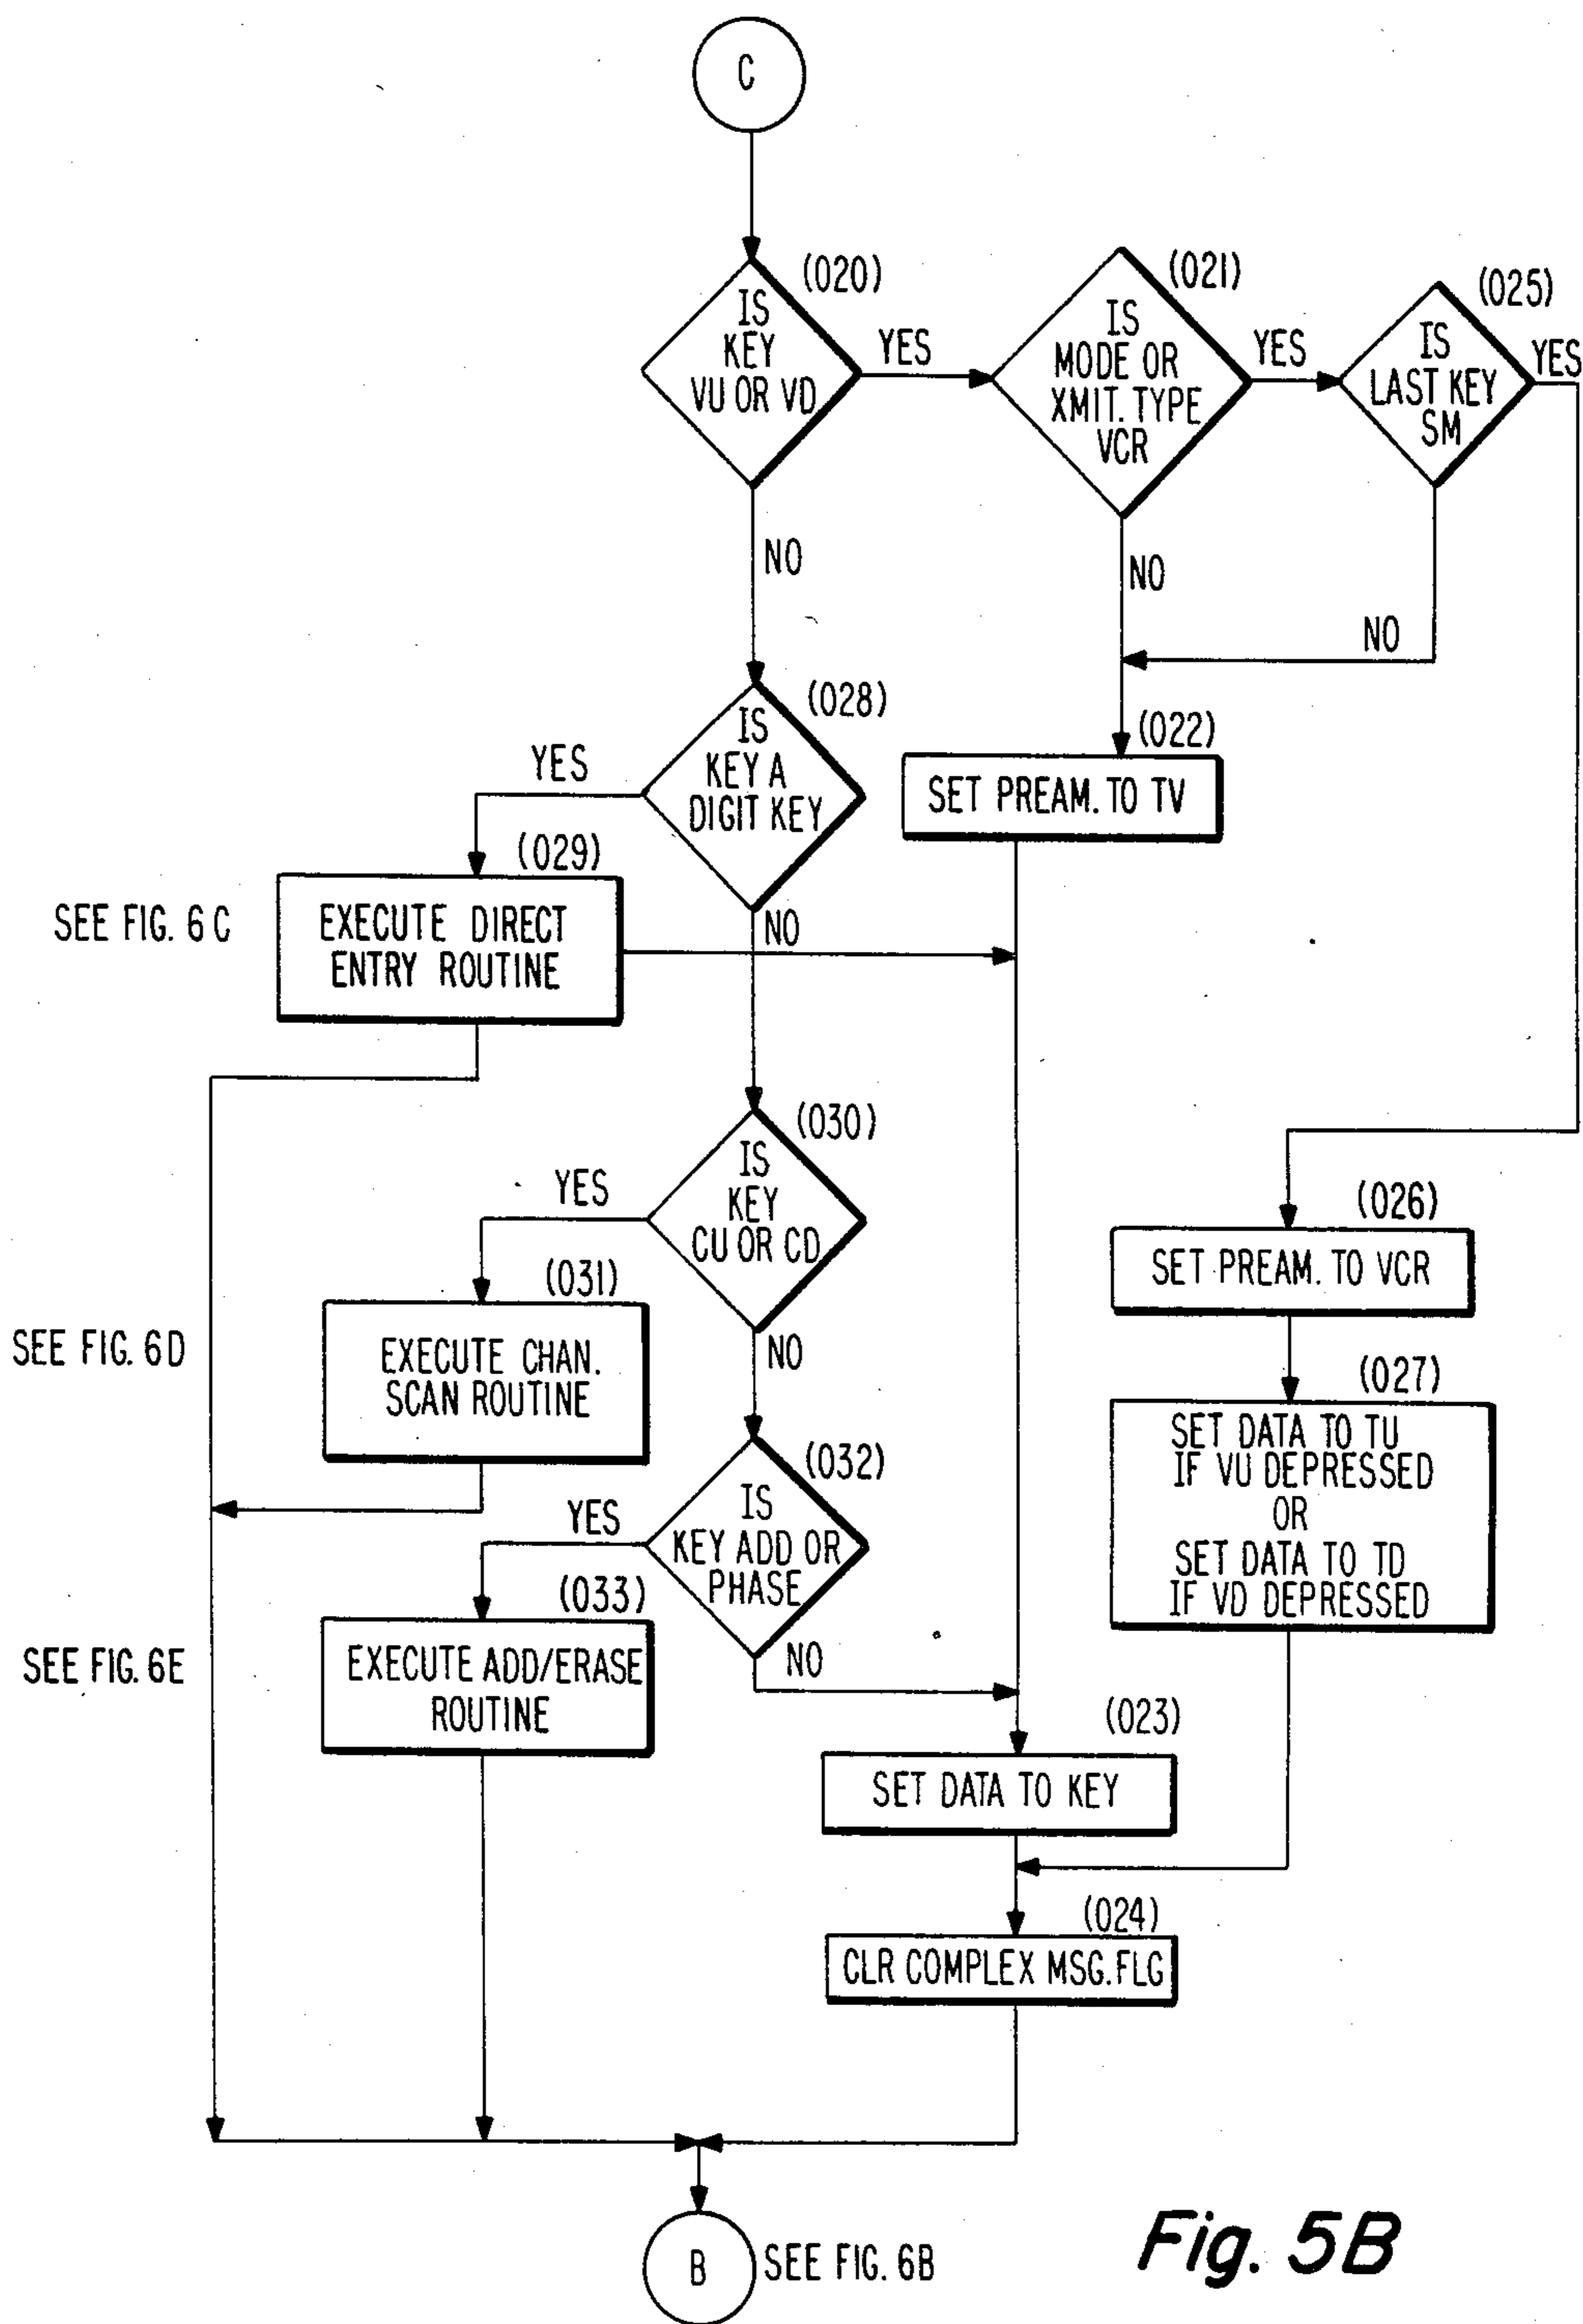 C
(020)
IS
KEY
VU OR VD
YES
NO
(021)
IS
MODE OR
XMIT. TYPE
VCR
YES
NO
(025)
IS
LAST KEY
SM
YES
NO
(028)
IS
KEY A
DIGIT KEY
YES
NO
(022)
SET PREAM. TO TV
(029)
EXECUTE DIRECT
ENTRY ROUTINE
SEE FIG. 6C
(030)
IS
KEY
CU OR CD
YES
NO
(031)
EXECUTE CHAN.
SCAN ROUTINE
SEE FIG. 6D
(026)
SET PREAM. TO VCR
(027)
SET DATA TO TU
IF VU DEPRESSED
OR
SET DATA TO TD
IF VD DEPRESSED
(032)
IS
KEY ADD OR
PHASE
YES
NO
(033)
EXECUTE ADD/ERASE
ROUTINE
SEE FIG. 6E
(023)
SET DATA TO KEY
(024)
CLR COMPLEX MSG. FLG
B
SEE FIG. 6B
Fig. 5B